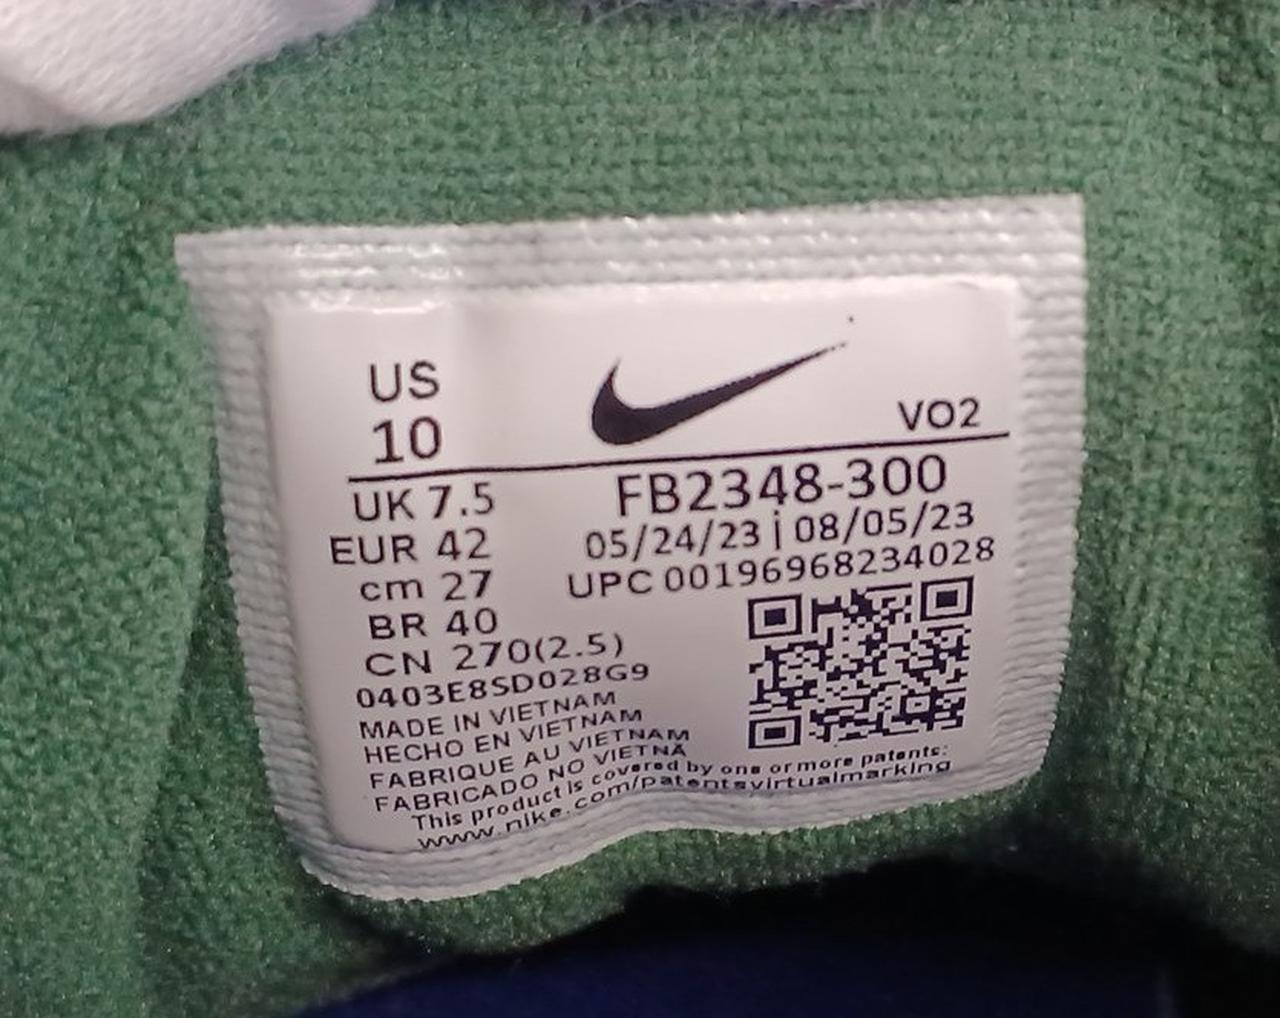 US
10
VO2
UK 7.5
FB2348-300
EUR 42
05/24/23 | 08/05/23
cm 27
UPC 00196968234028
BR 40
CN 270(2.5)
0403E8SD028G9
MADE IN VIETNAM
HECHO EN VIETNAM
FABRIQUE AU VIETNAM
FABRICADO NO VIETNÃ
This product is covered by one or more patents:
www.nike.com/patentsvirtualmarking